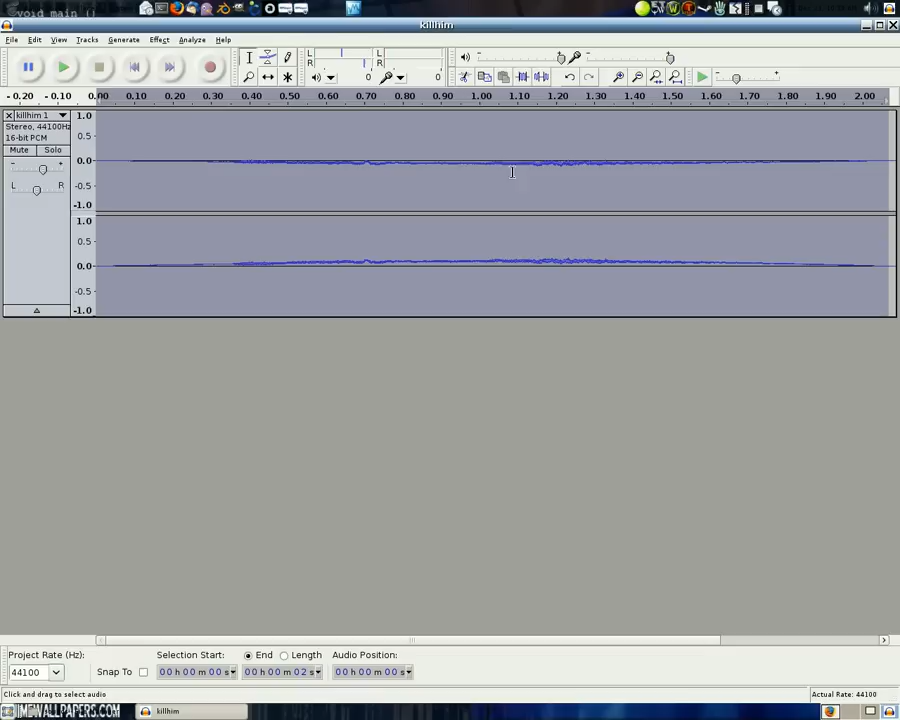 void main ()
killhim
File Edit View Tracks Generate Effect Analyze Help
L L
R R
0 0
- 0.20 - 0.10 0.00 0.10 0.20 0.30 0.40 0.50 0.60 0.70 0.80 0.90 1.00 1.10 1.20 1.30 1.40 1.50 1.60 1.70 1.80 1.90 2.00
killhim 1
Stereo, 44100Hz
16-bit PCM
Mute Solo
- +
L R
1.0
0.5
0.0
-0.5
-1.0
1.0
0.5
0.0
-0.5
-1.0
Project Rate (Hz): Selection Start: End Length Audio Position:
44100 Snap To 00 h 00 m 00 s 00 h 00 m 02 s 00 h 00 m 00 s
Click and drag to select audio Actual Rate: 44100
killhim